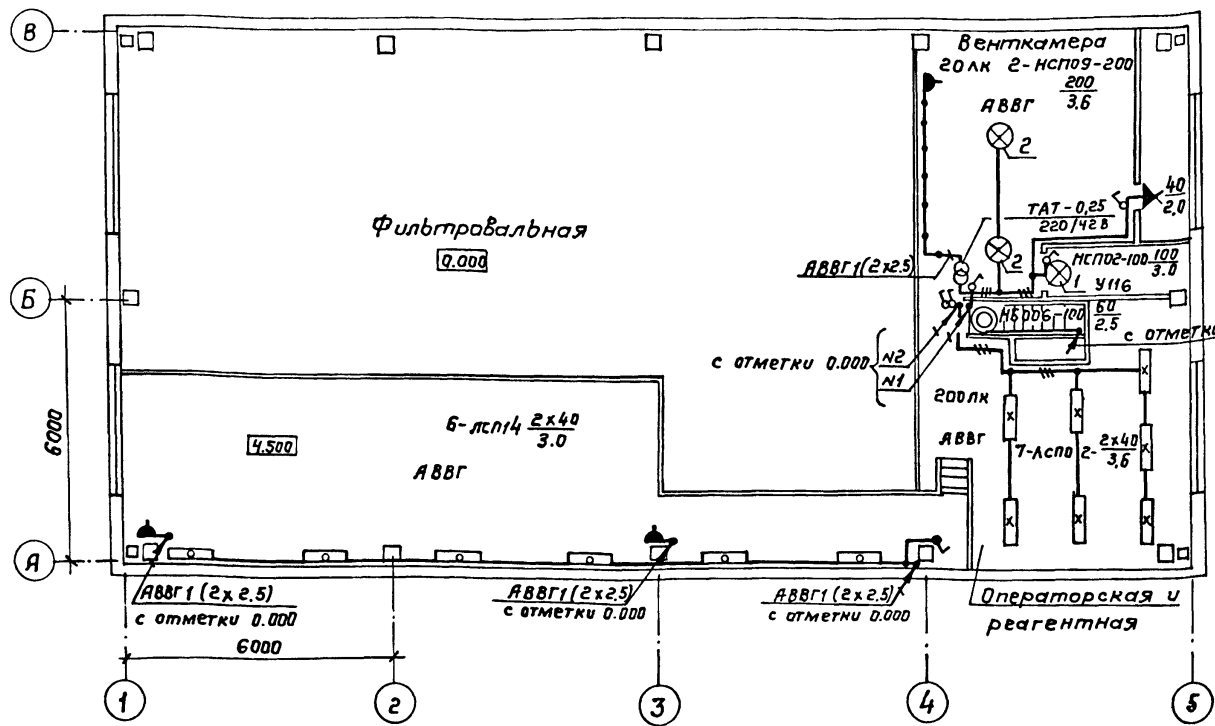 В
Венткамера
20лк 2-НСП09-200
200
3.6
АВВГ
2
ТАТ-0,25
220/42В
40
2.0
Фильтровальная
0.000
АВВГ1(2х2.5)
2
НСП02-100 100
3.0
1
У116
Б
НБ006-100 60
2.5
с отметки
с отметки 0.000
N2
N1
200лк
6-ЛСП14 2х40
3.0
4.500
АВВГ
АВВГ
7-ЛСПО 2- 2х40
3,6
6000
А
АВВГ1(2х2.5)
с отметки 0.000
АВВГ1(2х2.5)
с отметки 0.000
АВВГ1(2х2.5)
с отметки 0.000
Операторская и
реагентная
6000
1
2
3
4
5